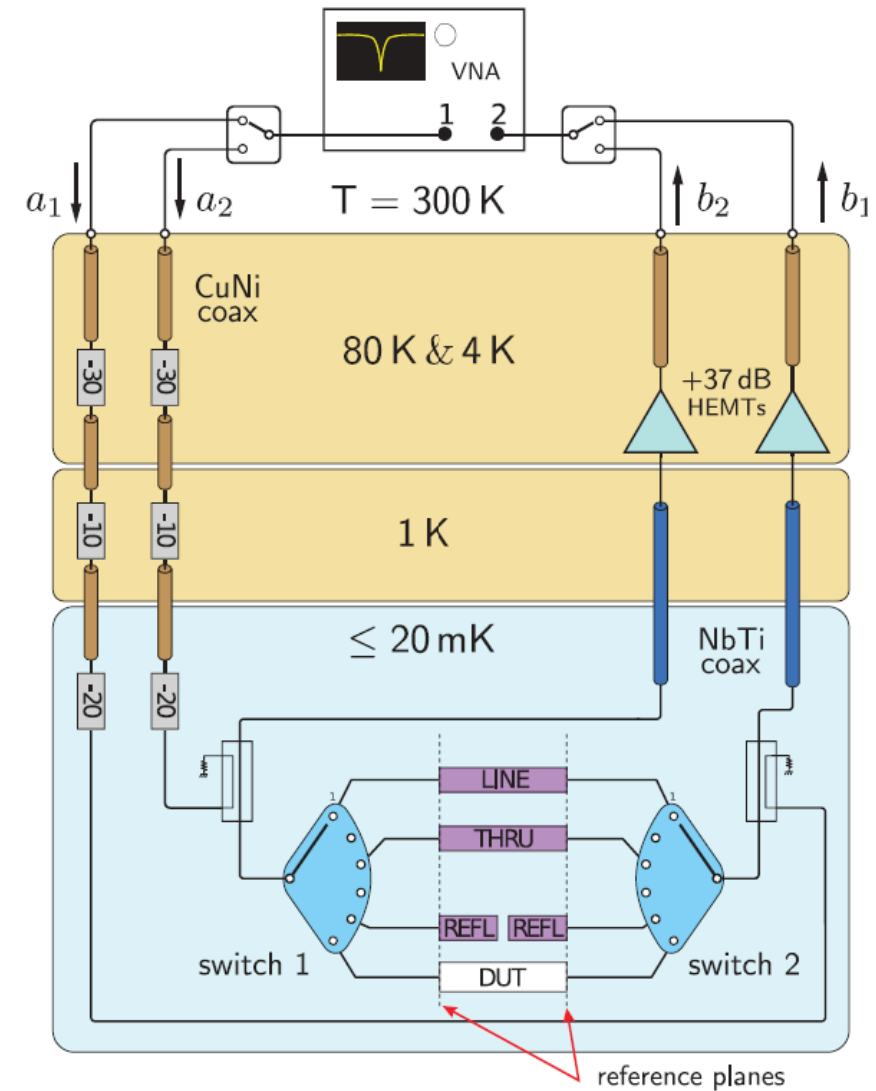 VNA
1 2
a1
a2
T = 300 K
b2
b1
CuNi
coax
80 K & 4 K
+37 dB
HEMTs
-30
-30
1 K
-10
-10
≤ 20 mK
NbTi
coax
-20
-20
1
LINE
1
THRU
REFL REFL
switch 1
DUT
switch 2
reference planes